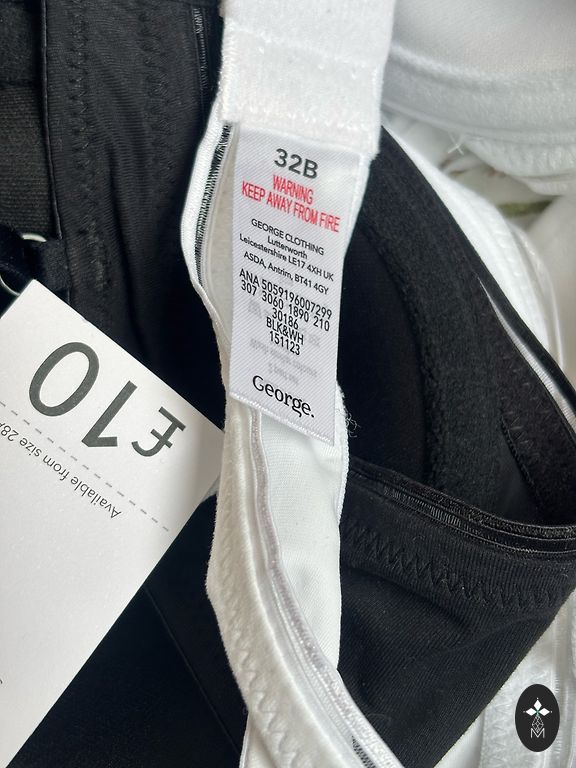 32B
WARNING
KEEP AWAY FROM FIRE
GEORGE CLOTHING
Lutterworth
Leicestershire LE17 4XH UK
ASDA, Antrim, BT41 4GY
ANA 5059196007299
307 3060 1890 210
30186
BLK&WH
151123
George.
£10
Available from size 28
M